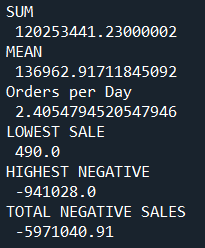 SUM
120253441.23000002
MEAN
136962.91711845092
Orders per Day
2.4054794520547946
LOWEST SALE
490.0
HIGHEST NEGATIVE
-941028.0
TOTAL NEGATIVE SALES
-5971040.91